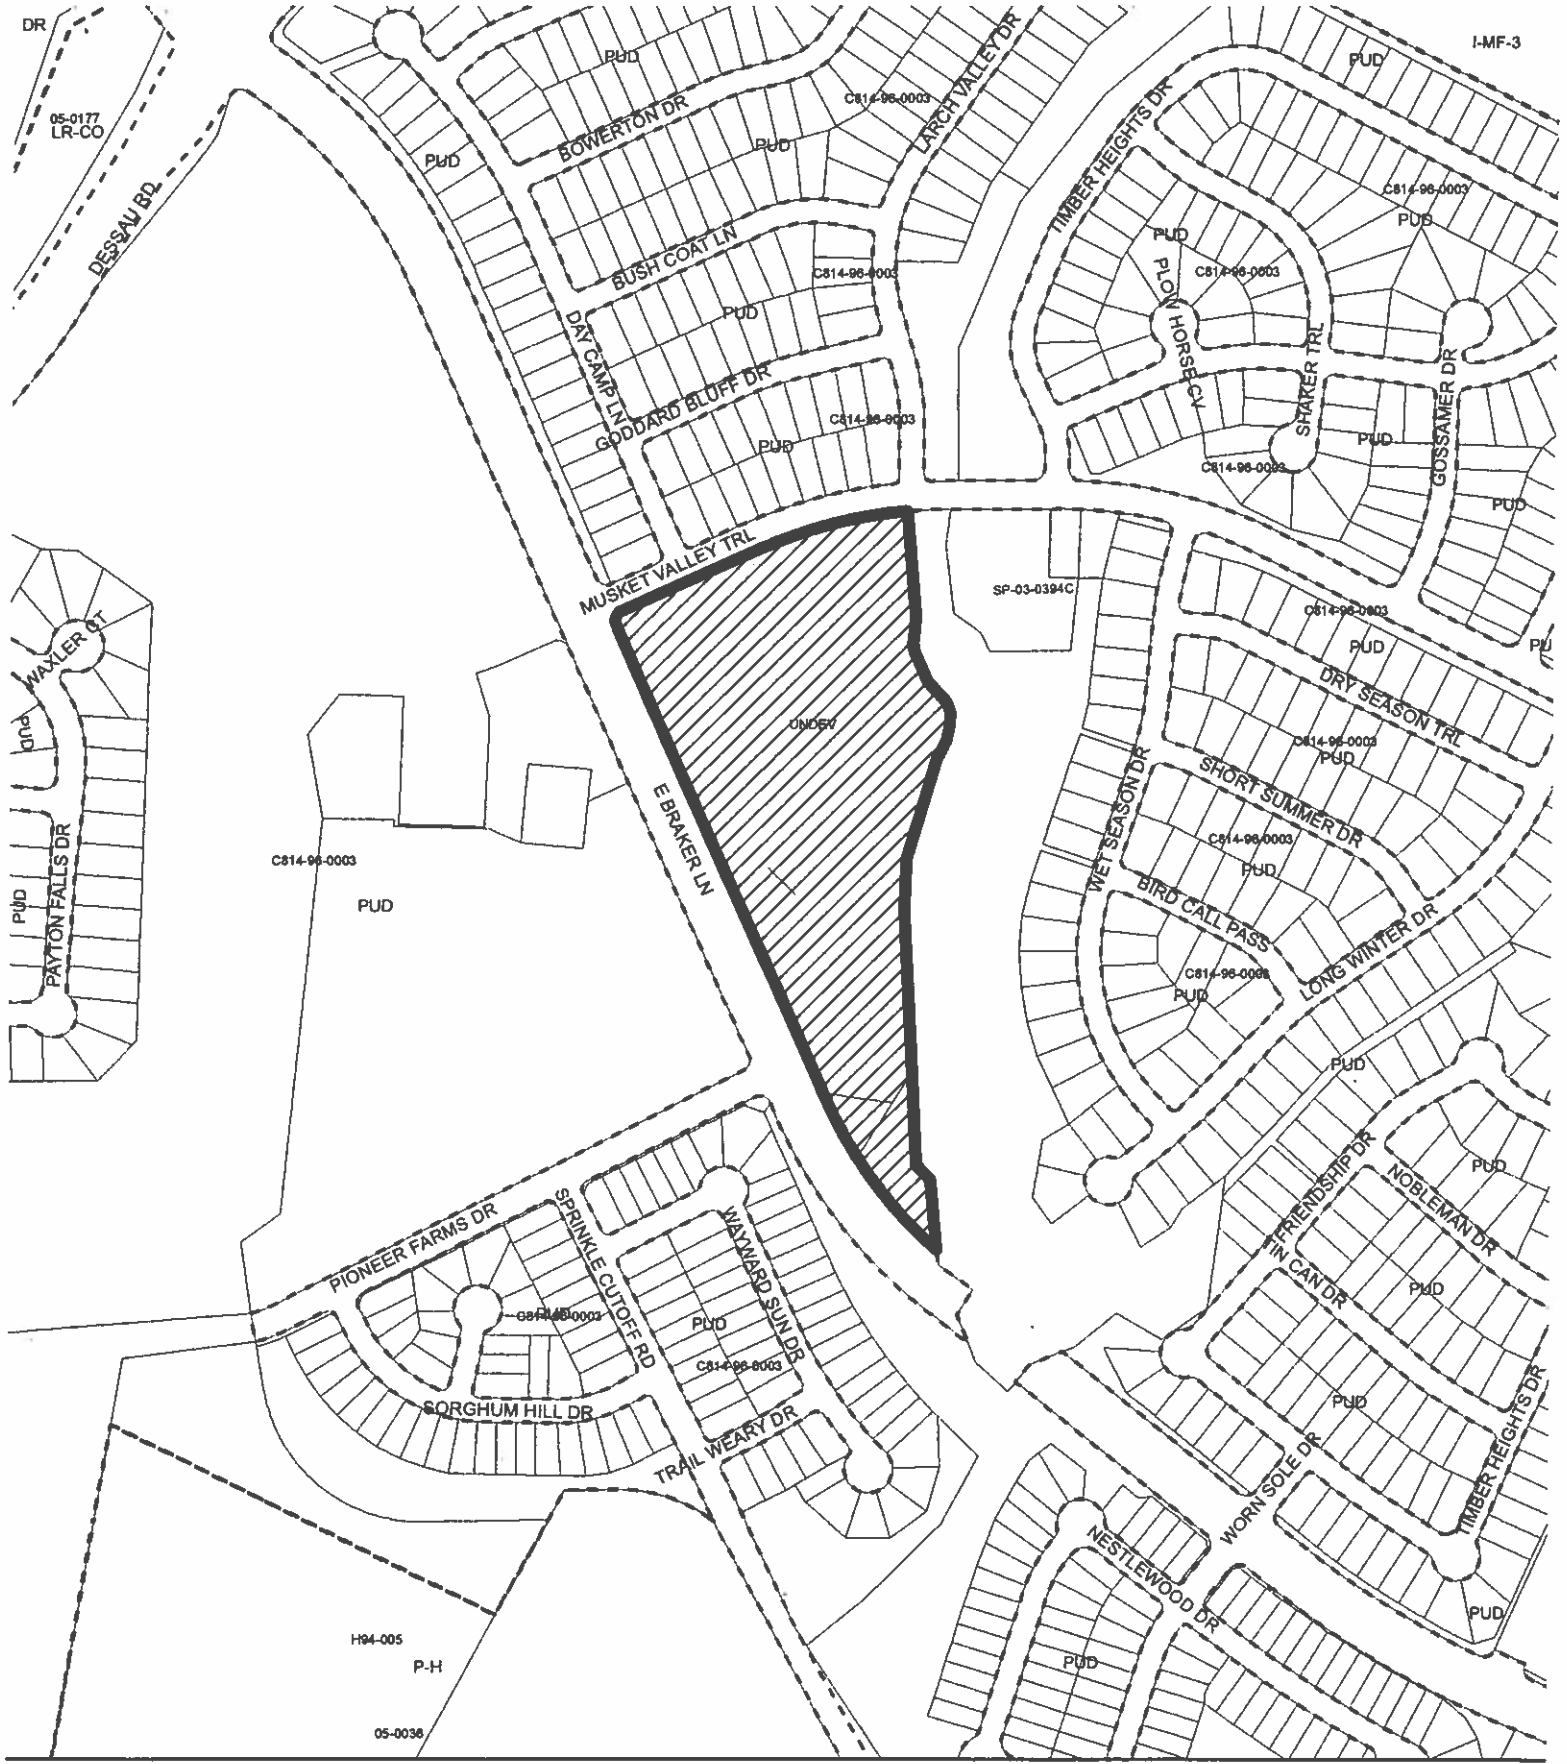 DR
I-MF-3
PUD
PUD
C814-96-0003
LARCH VALLEY DR
05-0177
LR-CO
BOWERTON DR
PUD
PUD
TIMBER HEIGHTS DR
C814-96-0003
PUD
DESSAU RD
PUD
BUSH COAT LN
C814-96-0003
C814-96-0003
PLOW HORSE CV
PUD
DAY CAMP LN
SHAKER TRL
GOSSAMER DR
GODDARD BLUFF DR
C814-96-0003
PUD
PUD
C814-96-0003
PUD
MUSKET VALLEY TRL
SP-03-0394C
C814-96-0003
PUD
PU
WAXLER CT
DRY SEASON TRL
PUD
UNDEV
C814-96-0003
PUD
SHORT SUMMER DR
WET SEASON DR
E BRAKER LN
C814-96-0003
PUD
C814-96-0003
PUD
PUD
PAYTON FALLS DR
BIRD CALL PASS
LONG WINTER DR
C814-96-0003
PUD
PUD
FRIENDSHIP DR
PUD
NOBLEMAN DR
PIONEER FARMS DR
SPRINKLE CUTOFF RD
WAYWARD SUN DR
TIN CAN DR
PUD
C814-96-0003
PUD
PUD
C814-96-0003
PUD
SORGHUM HILL DR
TRAIL WEARY DR
TIMBER HEIGHTS DR
WORN SOLE DR
NESTLEWOOD DR
PUD
H94-005
P-H
PUD
05-0036